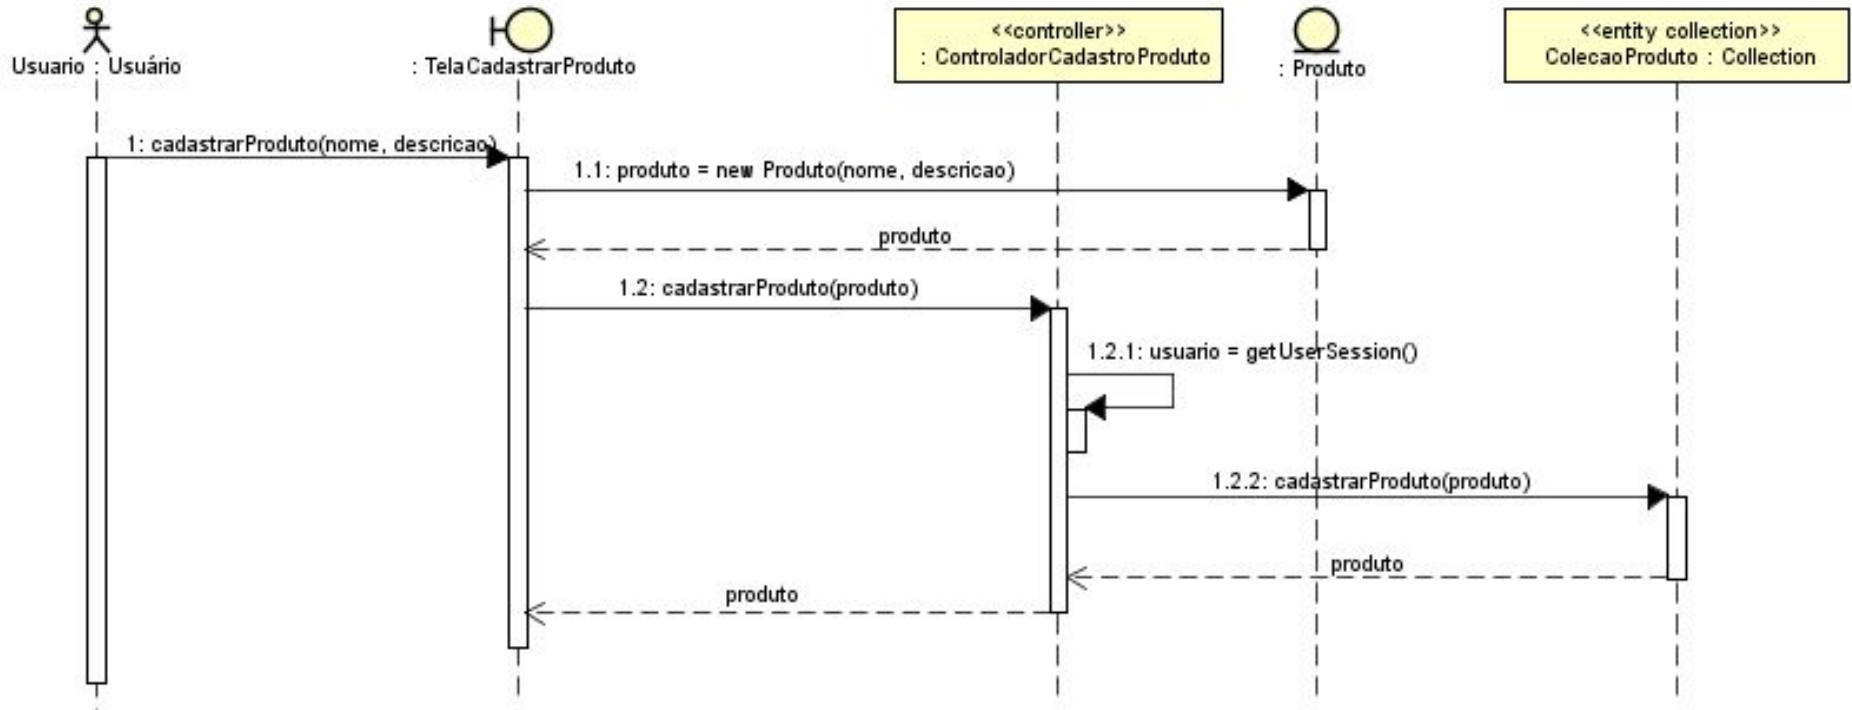 Usuario : Usuário
: TelaCadastrarProduto
<<controller>>
: ControladorCadastroProduto
: Produto
<<entity collection>>
ColecaoProduto : Collection
1: cadastrarProduto(nome, descricao)
1.1: produto = new Produto(nome, descricao)
produto
1.2: cadastrarProduto(produto)
1.2.1: usuario = getUserSession()
1.2.2: cadastrarProduto(produto)
produto
produto